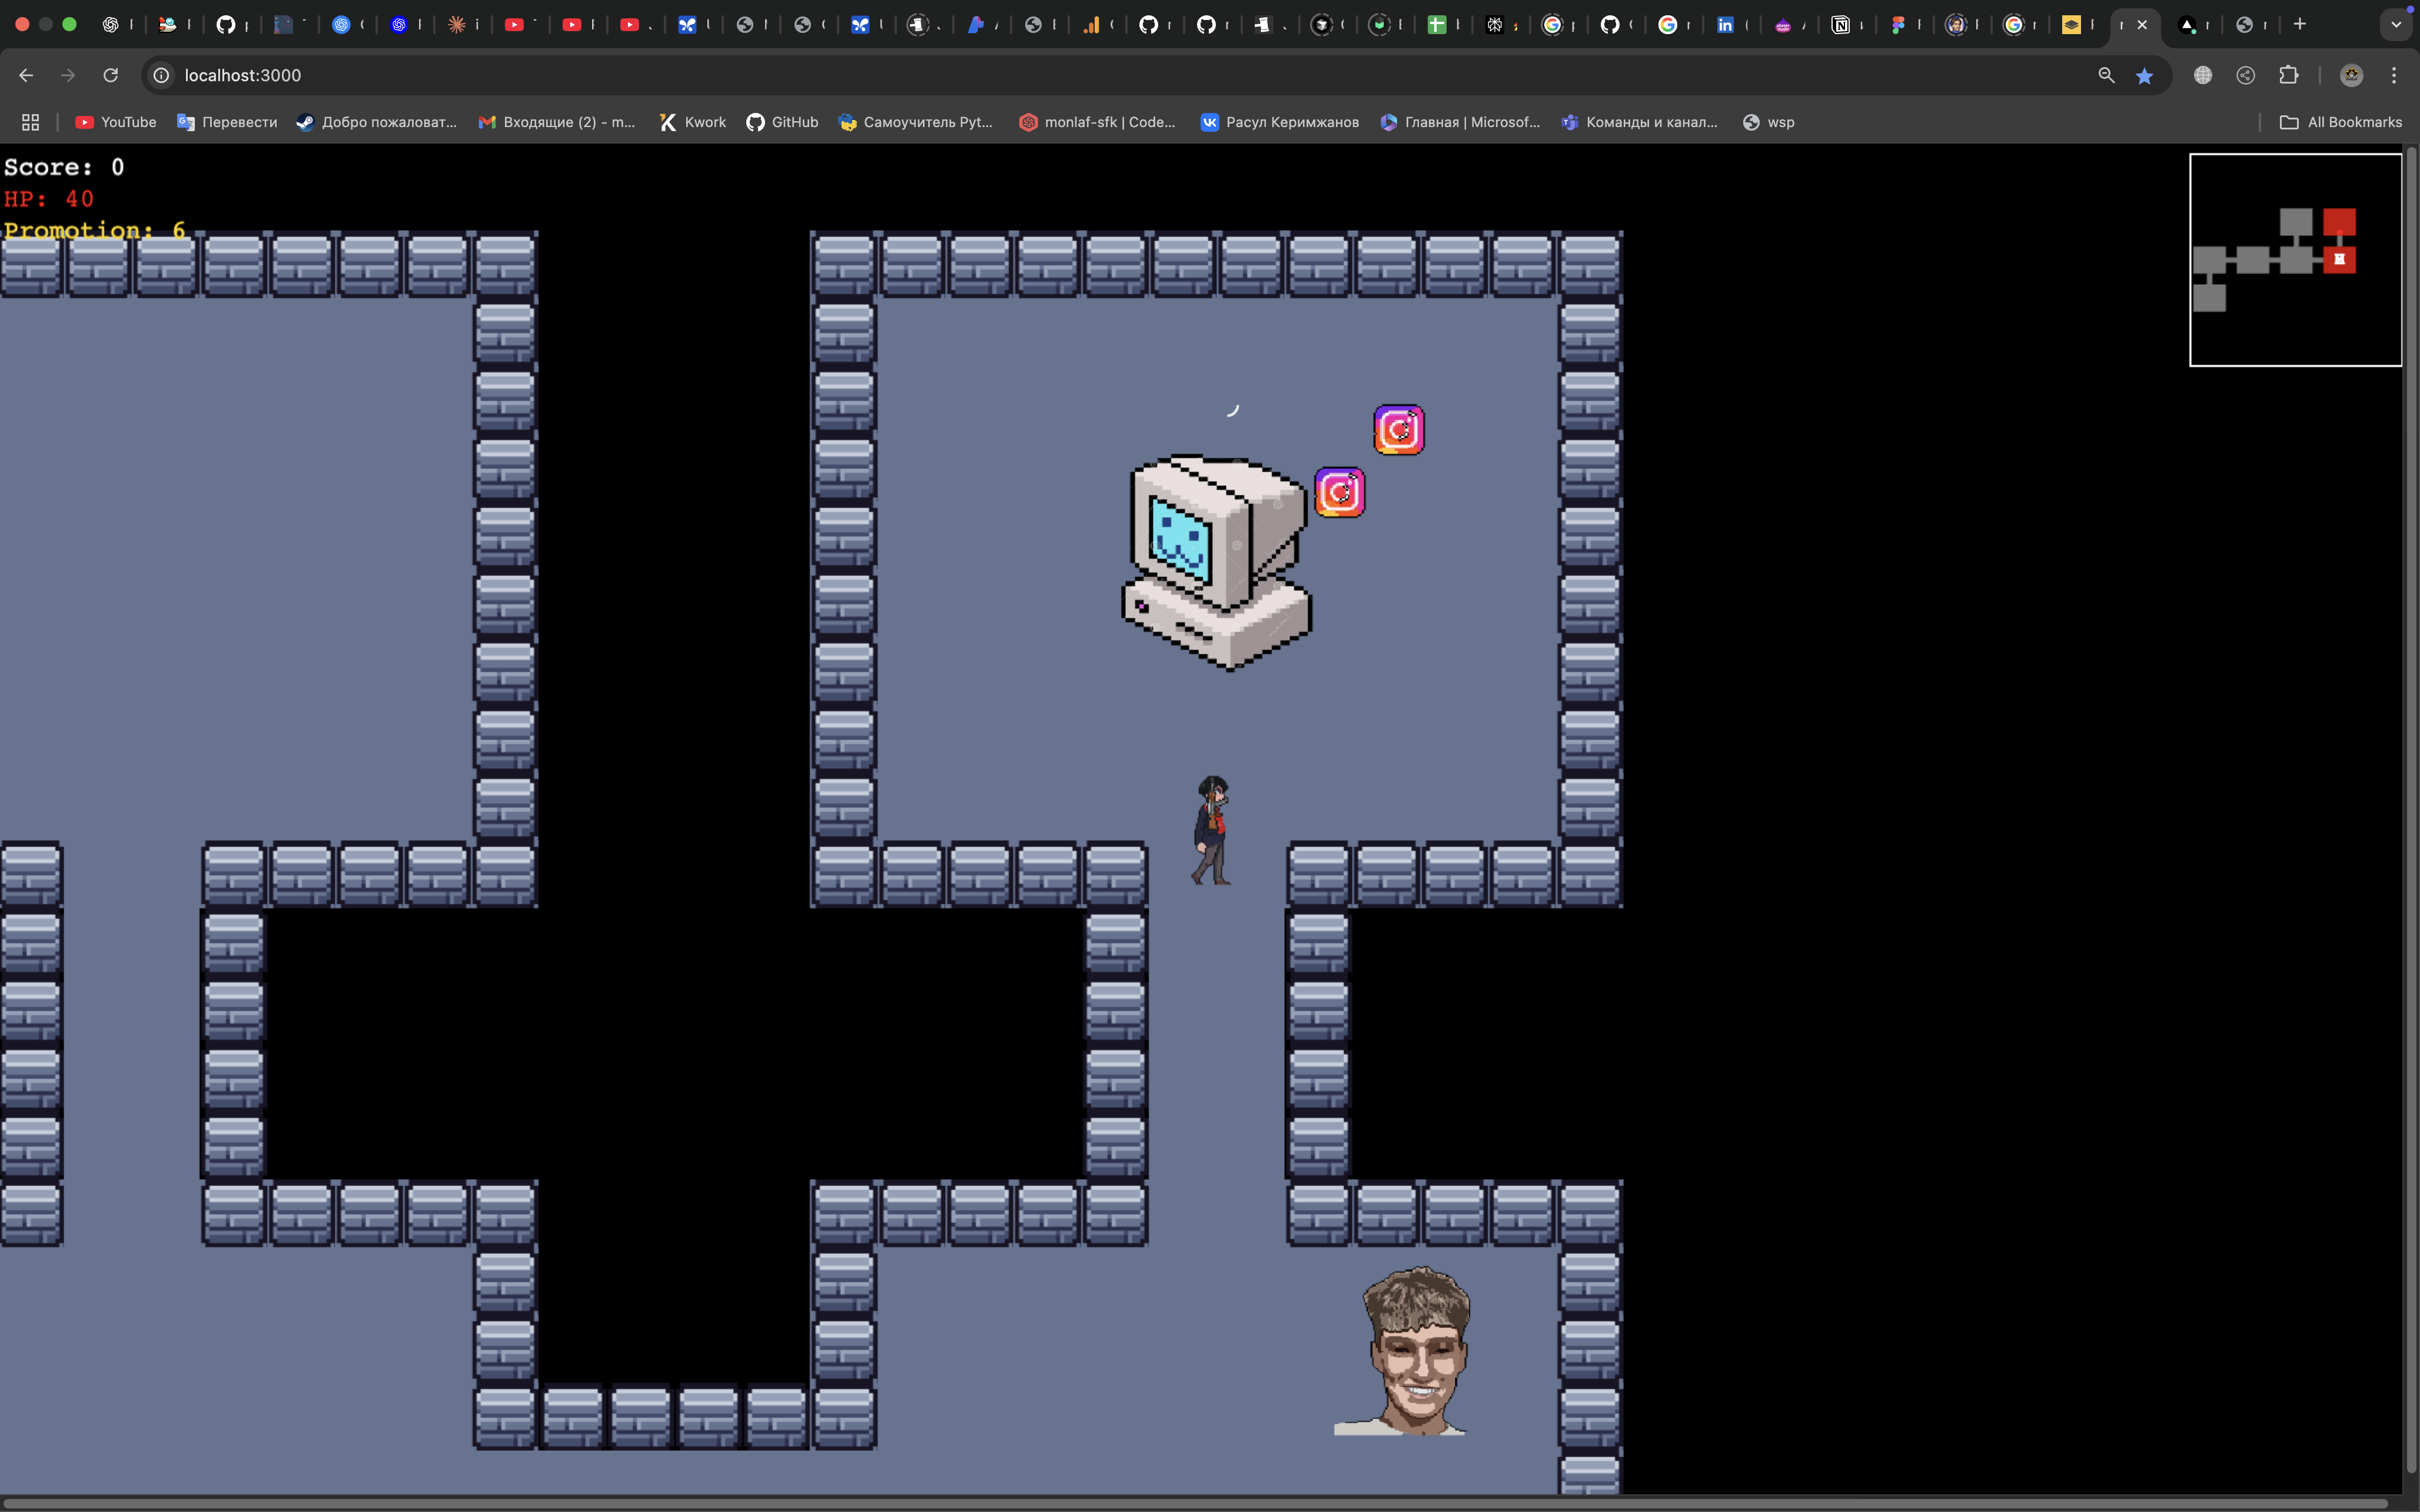 localhost:3000
YouTube Перевести Добро пожаловат... Входящие (2) - m... Kwork GitHub Самоучитель Pyt... monlaf-sfk | Code... Расул Керимжанов Главная | Microsof... Команды и канал... wsp All Bookmarks
Score: 0
HP: 40
Promotion: 6